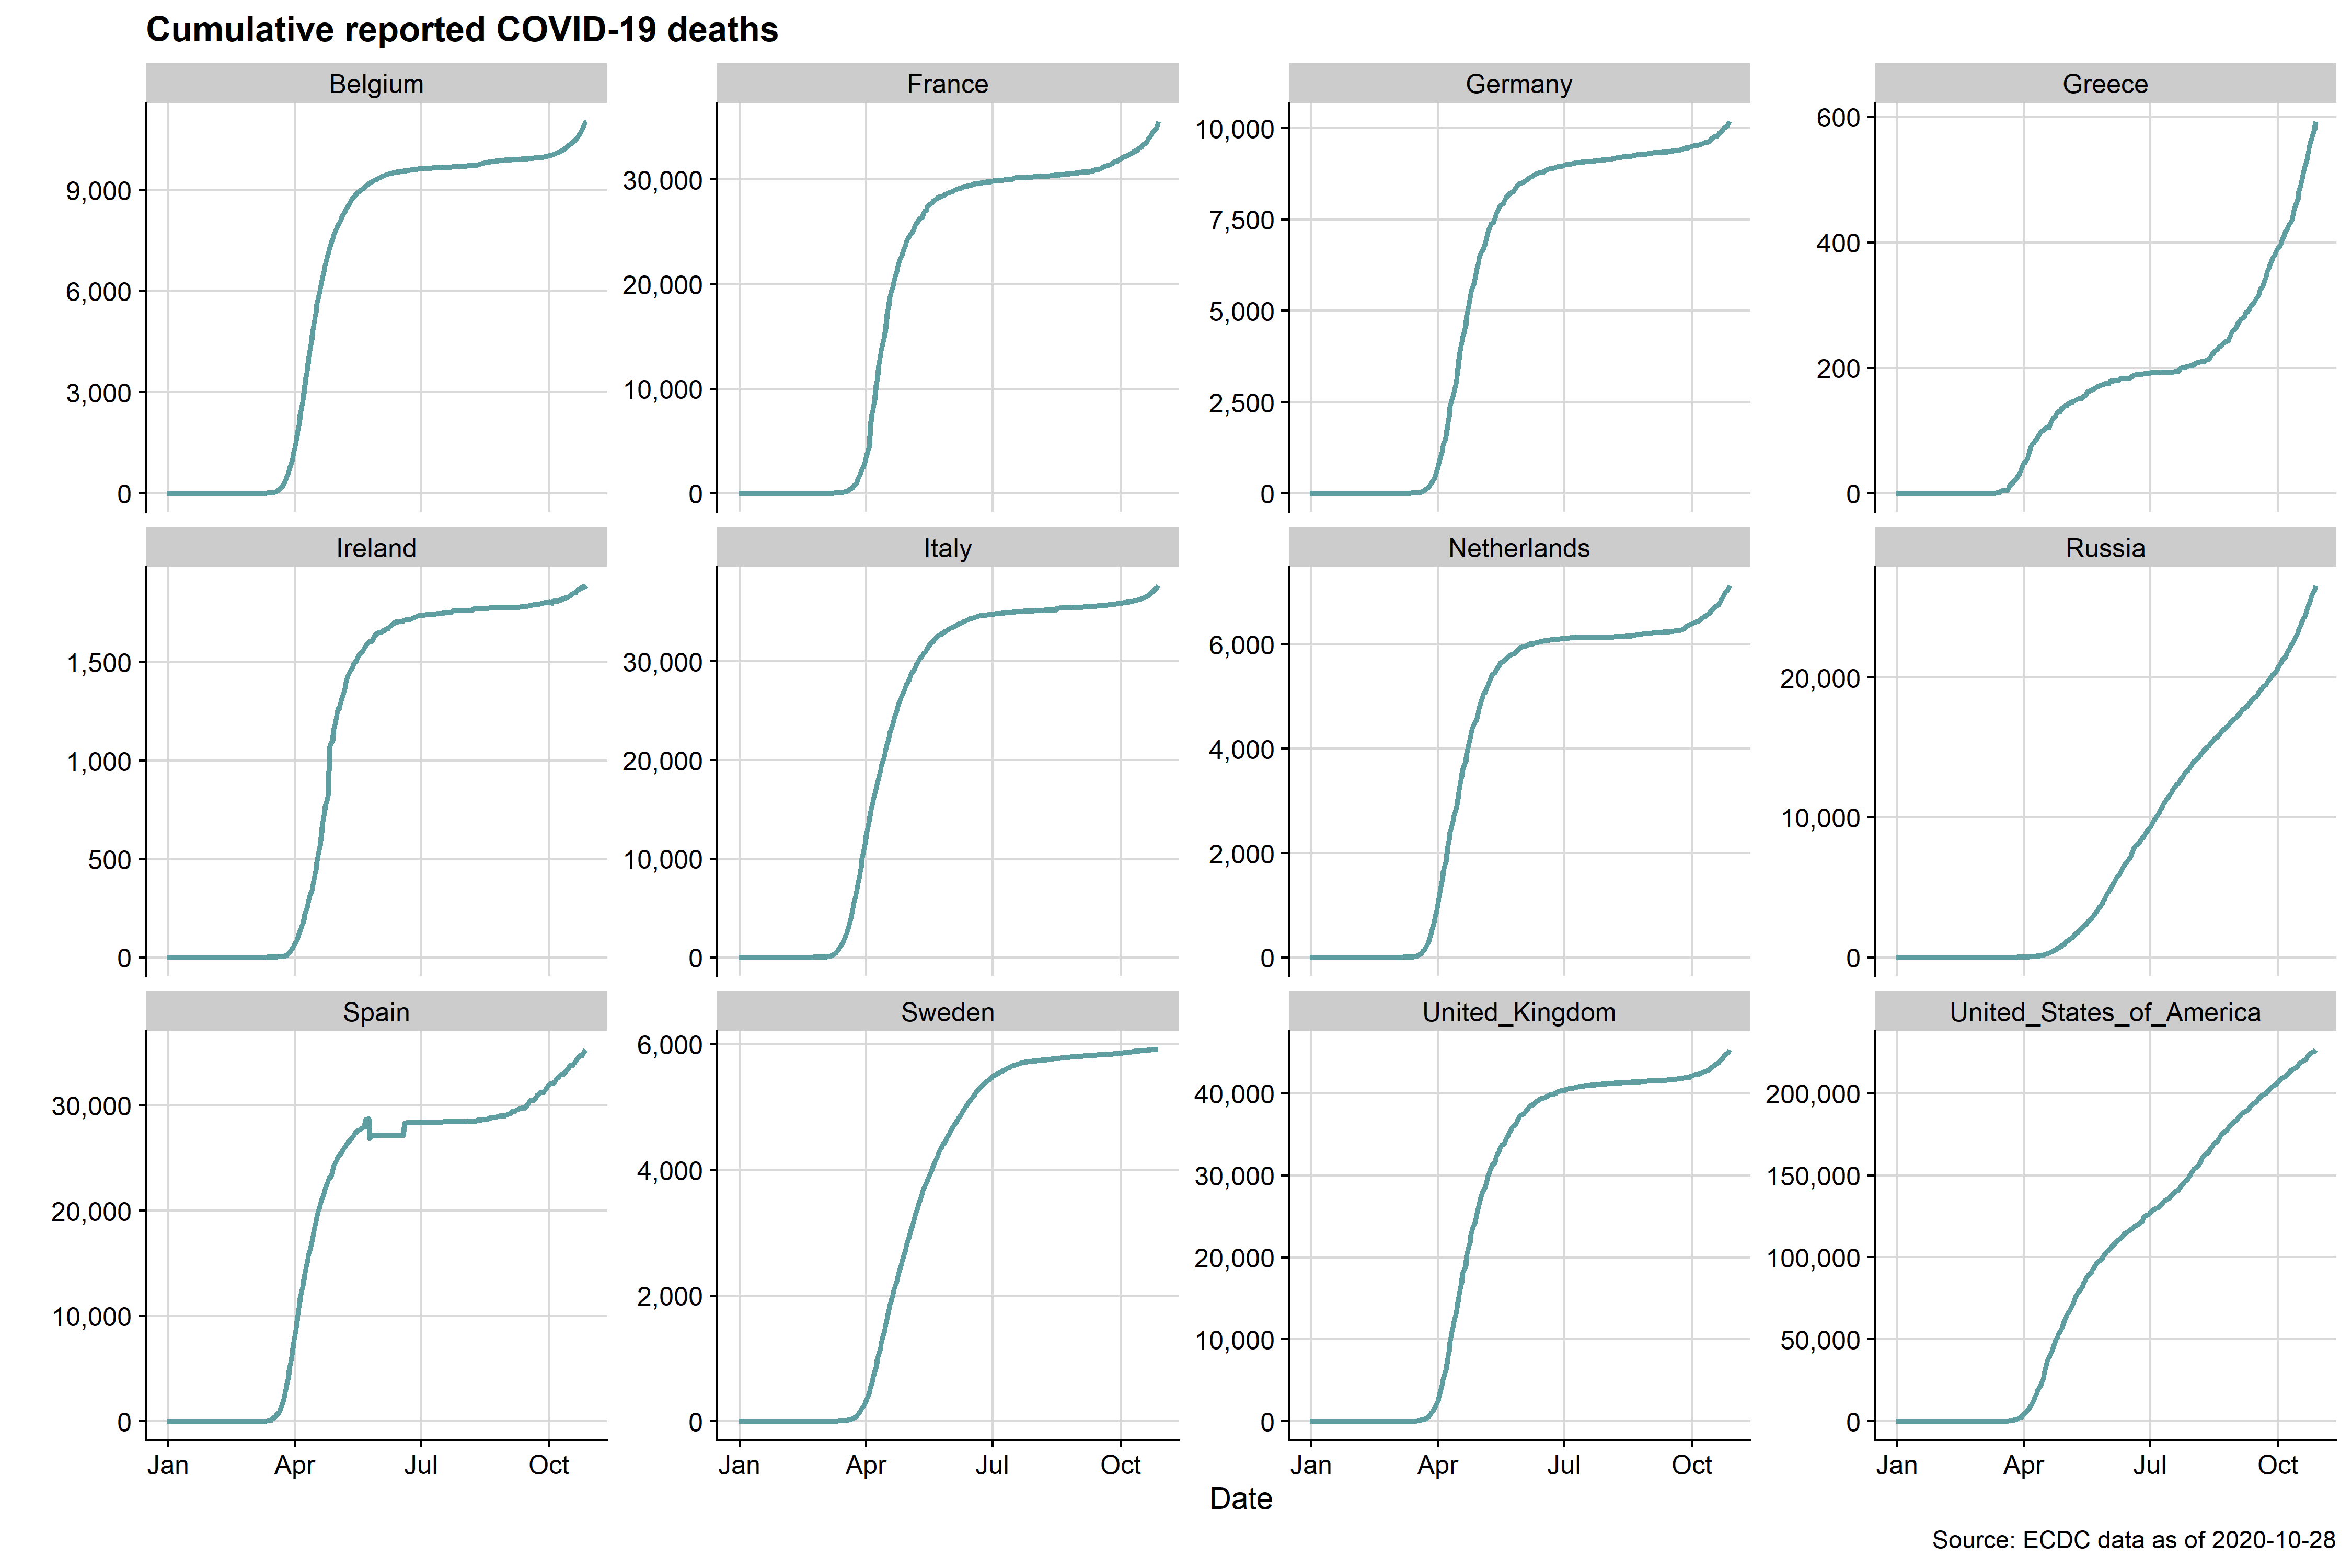 Cumulative reported COVID-19 deaths
Belgium
France
Germany
Greece
9,000
6,000
3,000
0
30,000
20,000
10,000
0
10,000
7,500
5,000
2,500
0
600
400
200
0
Ireland
Italy
Netherlands
Russia
1,500
1,000
500
0
30,000
20,000
10,000
0
6,000
4,000
2,000
0
20,000
10,000
0
Spain
Sweden
United_Kingdom
United_States_of_America
30,000
20,000
10,000
0
6,000
4,000
2,000
0
40,000
30,000
20,000
10,000
0
200,000
150,000
100,000
50,000
0
Jan Apr Jul Oct
Jan Apr Jul Oct
Jan Apr Jul Oct
Jan Apr Jul Oct
Date
Source: ECDC data as of 2020-10-28